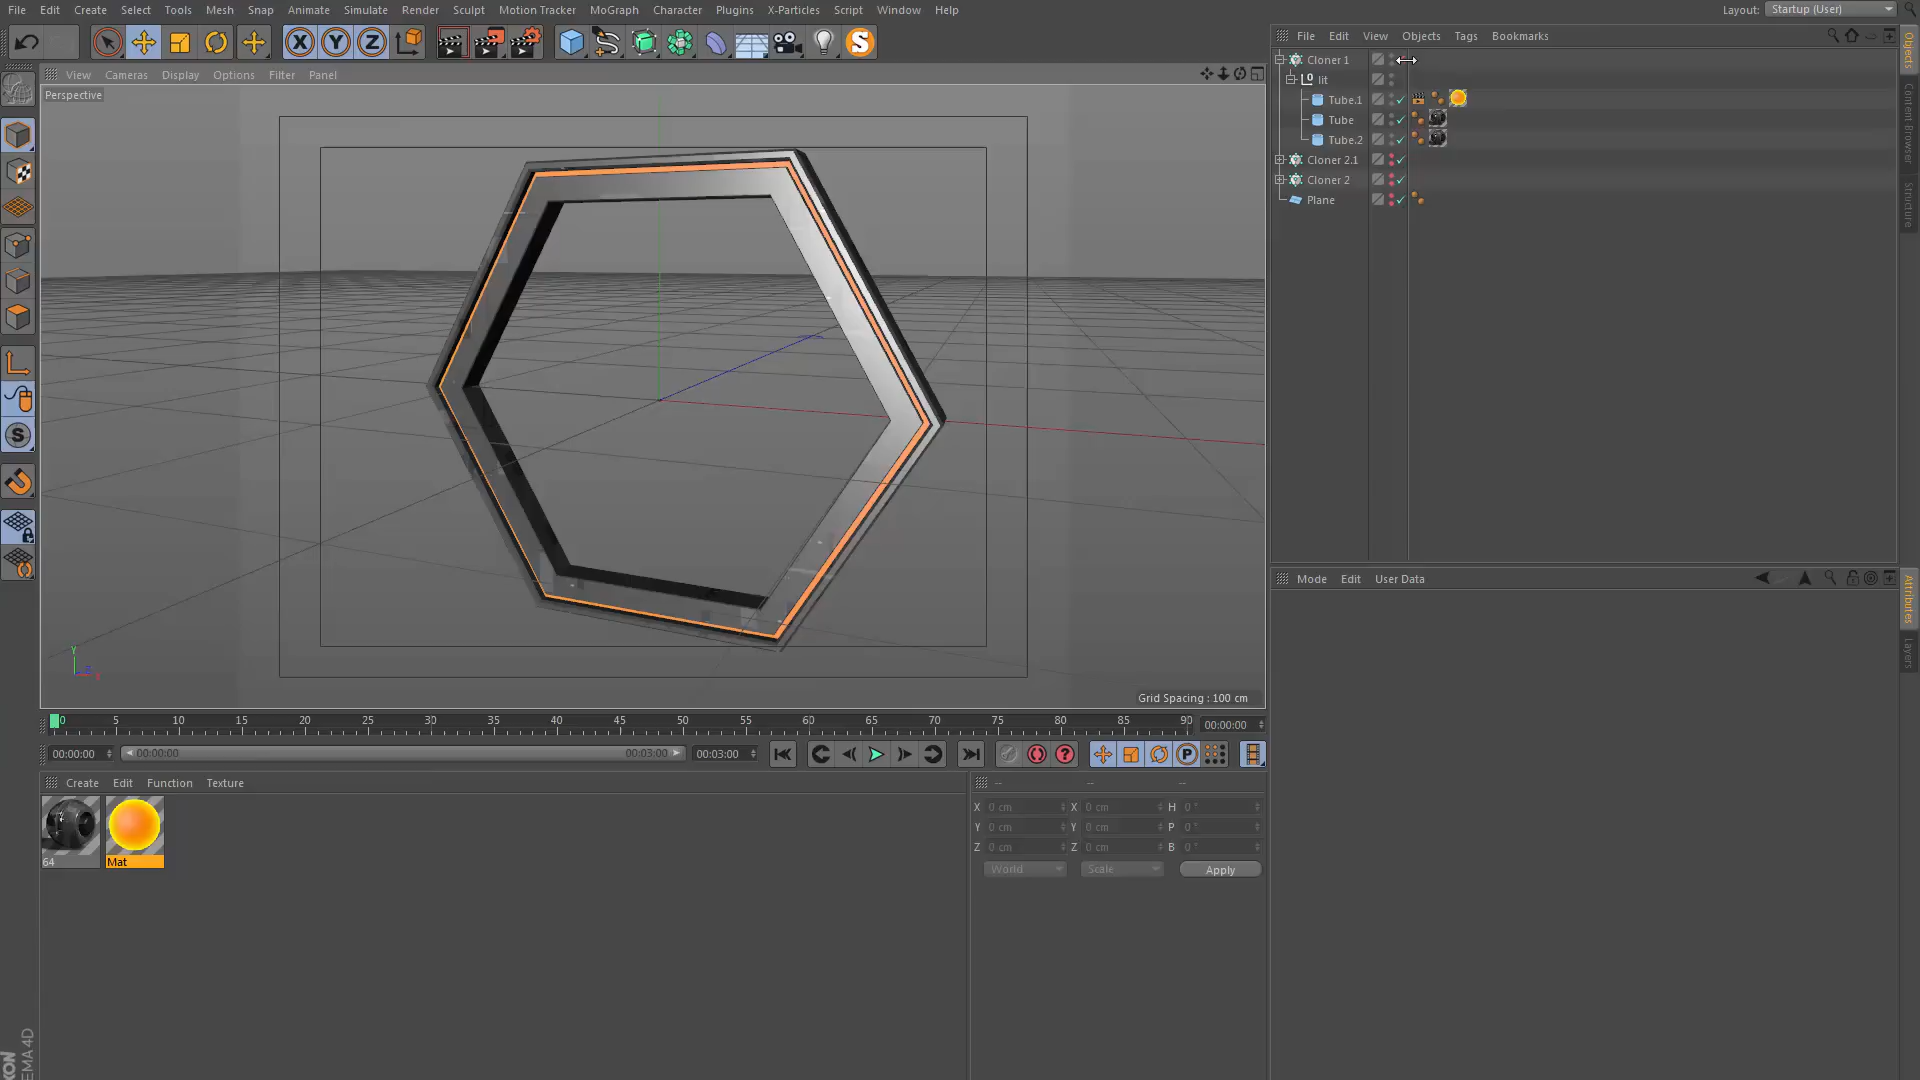 File Edit Create Select Tools Mesh Snap Animate Simulate Render Sculpt Motion Tracker MoGraph Character Plugins X-Particles Script Window Help
Layout: Startup (User)
X Y Z
S
View Cameras Display Options Filter Panel
Perspective
File Edit View Objects Tags Bookmarks
Cloner 1
lit
Tube.1
Tube
Tube.2
Cloner 2.1
Cloner 2
Plane
Objects
Content Browser
Structure
Mode Edit User Data
Attributes
Layers
Y
Grid Spacing : 100 cm
0 5 10 15 20 25 30 35 40 45 50 55 60 65 70 75 80 85 90 00:00:00
00:00:00 00:00:00 00:03:00 00:03:00 P
Create Edit Function Texture
-- -- --
X 0 cm X 0 cm H 0 °
Y 0 cm Y 0 cm P 0 °
Z 0 cm Z 0 cm B 0 °
World Scale Apply
64 Mat